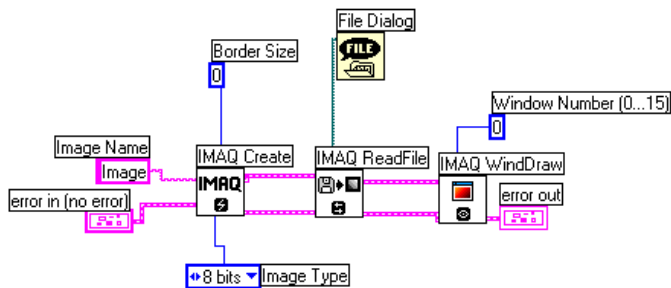 File Dialog
FILE
Border Size
0
Window Number (0...15)
0
Image Name
Image
IMAQ Create
IMAQ
IMAQ ReadFile
IMAQ WindDraw
error in (no error)
error out
8 bits
Image Type